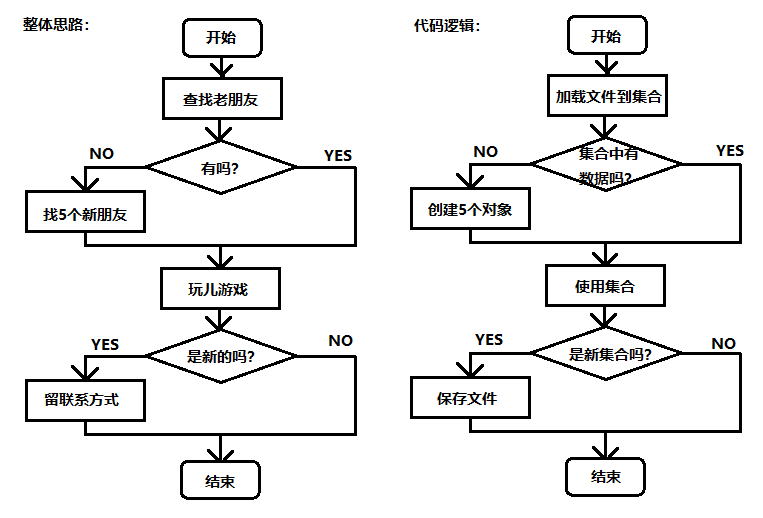 整体思路：
开始
查找老朋友
有吗？
NO
YES
找5个新朋友
玩儿游戏
是新的吗？
YES
NO
留联系方式
结束
代码逻辑：
开始
加载文件到集合
集合中有
数据吗？
NO
YES
创建5个对象
使用集合
是新集合吗？
YES
NO
保存文件
结束